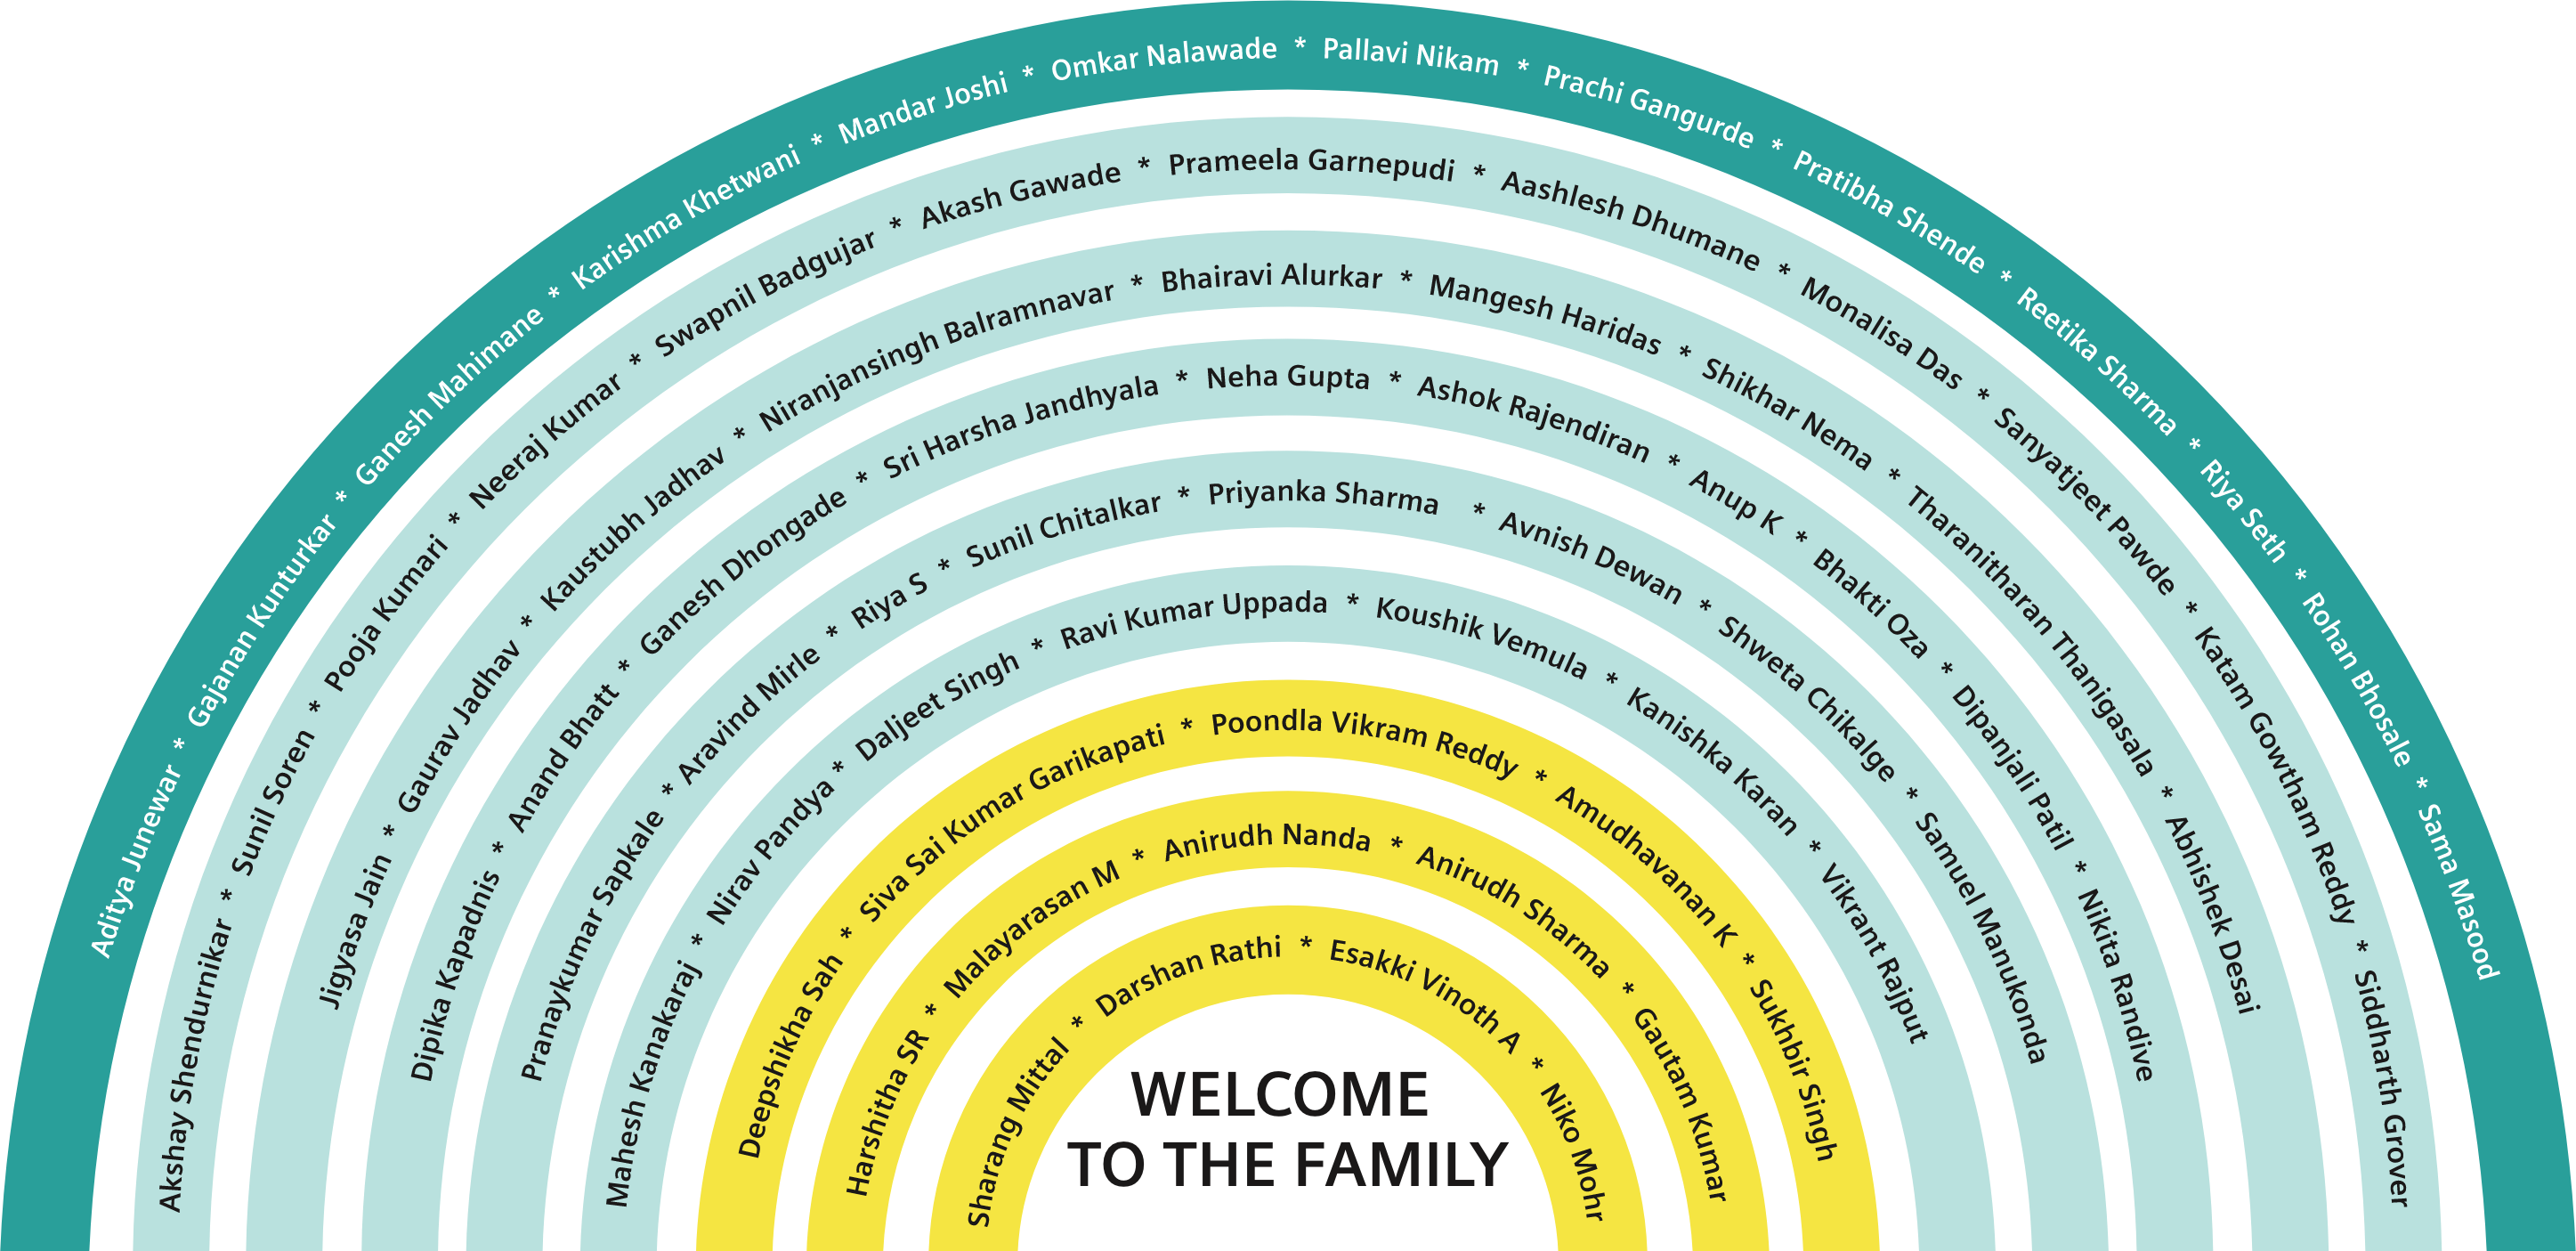 Aditya Junewar * Gajanan Kunturkar * Ganesh Mahimane * Karishma Khetwani * Mandar Joshi * Omkar Nalawade * Pallavi Nikam * Prachi Gangurde * Pratibha Shende * Reetika Sharma * Riya Seth * Rohan Bhosale * Sama Masood
Akshay Shendurnikar * Sunil Soren * Pooja Kumari * Neeraj Kumar * Swapnil Badgujar * Akash Gawade * Prameela Garnepudi * Aashlesh Dhumane * Monalisa Das * Sanyatjeet Pawde * Katam Gowtham Reddy * Siddharth Grover
Jigyasa Jain * Gaurav Jadhav * Kaustubh Jadhav * Niranjansingh Balramnavar * Bhairavi Alurkar * Mangesh Haridas * Shikhar Nema * Tharanitharan Thanigasala * Abhishek Desai
Dipika Kapadnis * Anand Bhatt * Ganesh Dhongade * Sri Harsha Jandhyala * Neha Gupta * Ashok Rajendiran * Anup K * Bhakti Oza * Dipanjali Patil * Nikita Randive
Pranaykumar Sapkale * Aravind Mirle * Riya S * Sunil Chitalkar * Priyanka Sharma * Avnish Dewan * Shweta Chikalge * Samuel Manukonda
Mahesh Kanakaraj * Nirav Pandya * Daljeet Singh * Ravi Kumar Uppada * Koushik Vemula * Kanishka Karan * Vikrant Rajput
Deepshikha Sah * Siva Sai Kumar Garikapati * Poondla Vikram Reddy * Amudhavanan K * Sukhbir Singh
Harshitha SR * Malayarasan M * Anirudh Nanda * Anirudh Sharma * Gautam Kumar
Sharang Mittal * Darshan Rathi * Esakki Vinoth A * Niko Mohr
WELCOME
TO THE FAMILY